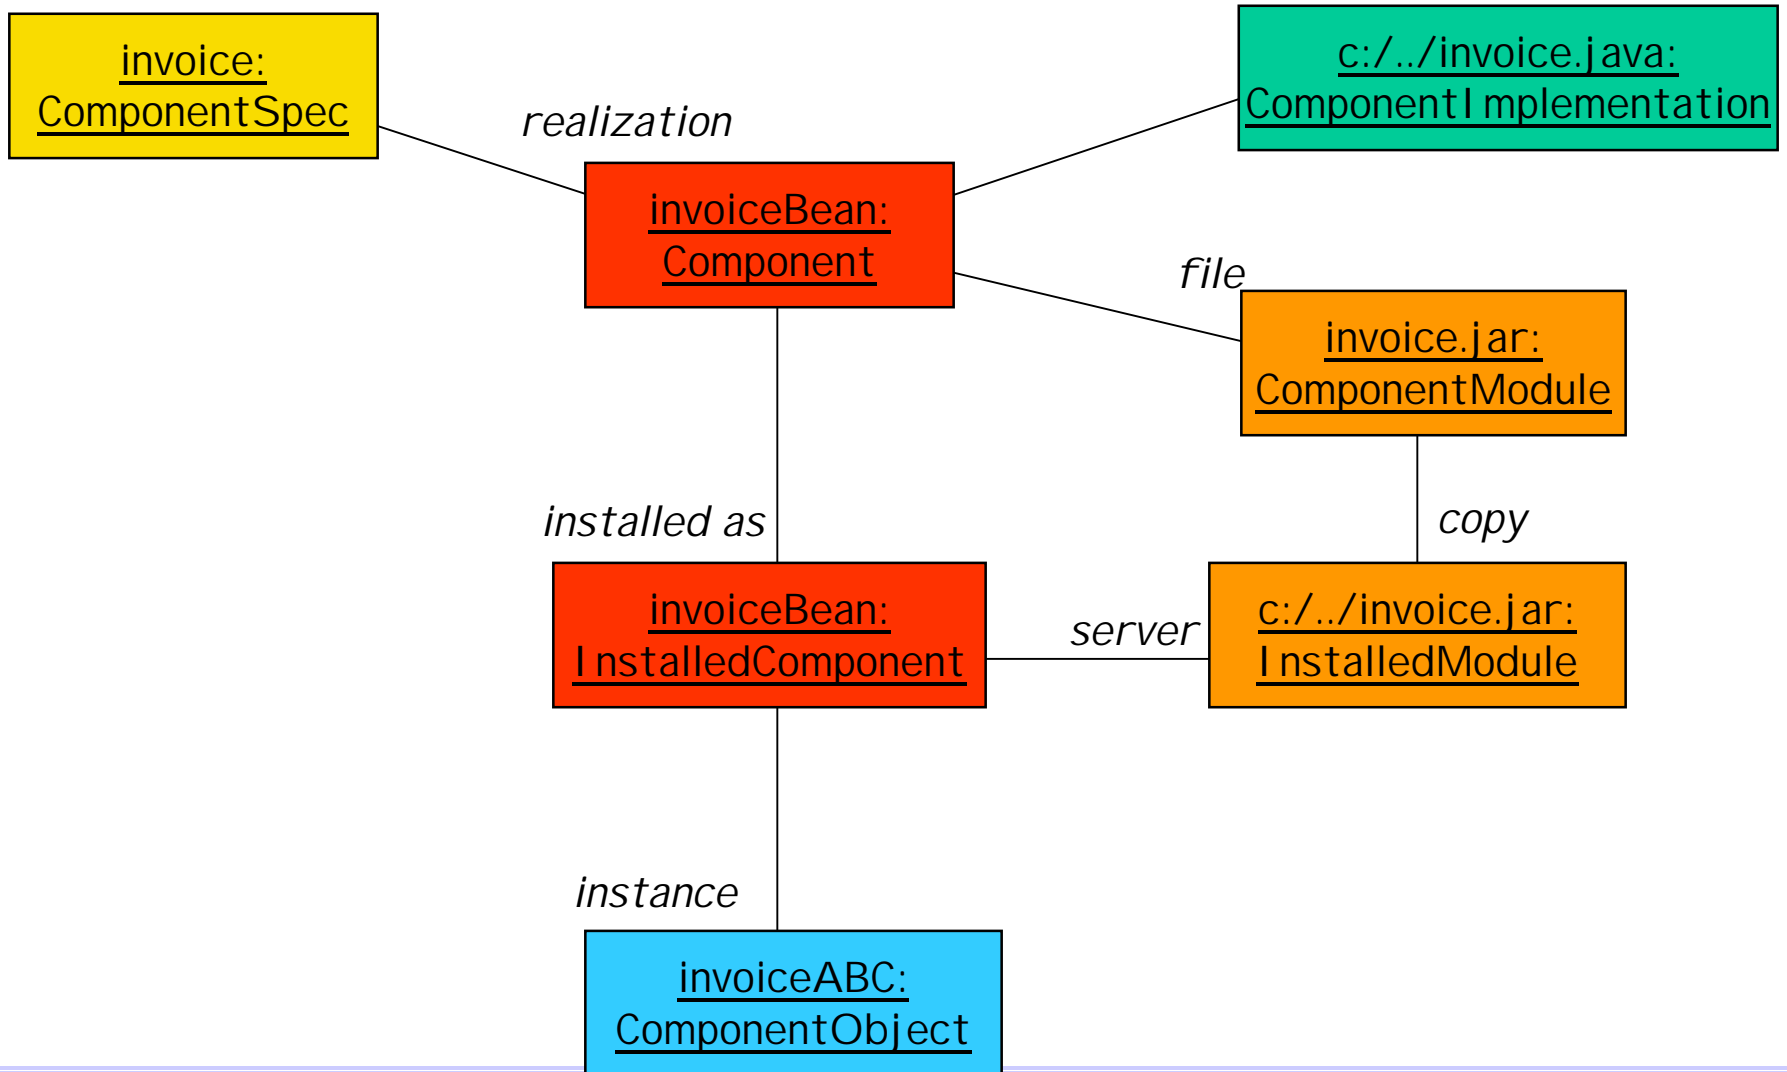 invoice:
ComponentSpec
realization
c:/../invoice.java:
ComponentImplementation
invoiceBean:
Component
file
invoice.jar:
ComponentModule
installed as
copy
invoiceBean:
InstalledComponent
server
c:/../invoice.jar:
InstalledModule
instance
invoiceABC:
ComponentObject